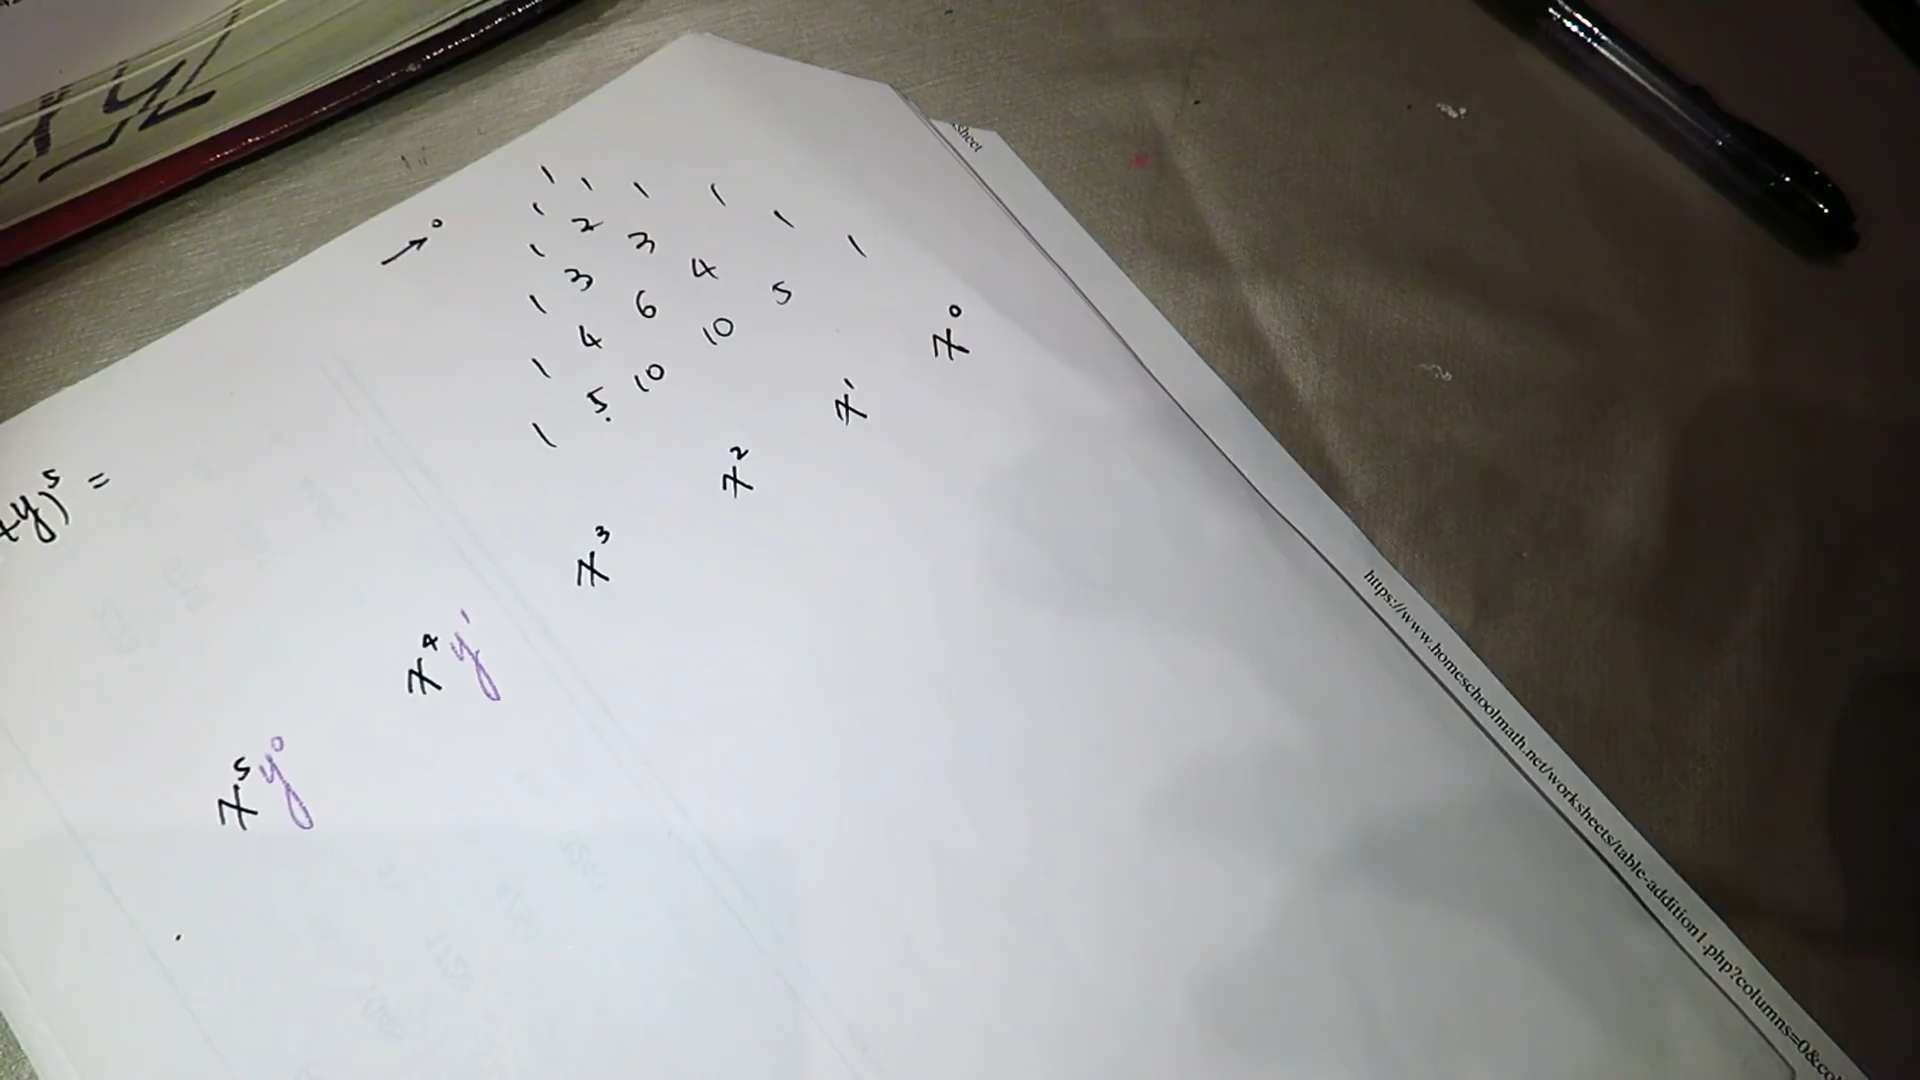 1
1 1
1 2 1
1 3 3 1
1 4 6 4 1
1 5 10 10 5 1
→ 0
+y)⁵ =
x⁵y⁰ x⁴y¹ x³ x² x¹ x⁰
sheet
https://www.homeschoolmath.net/worksheets/table-addition1.php?columns=0&col